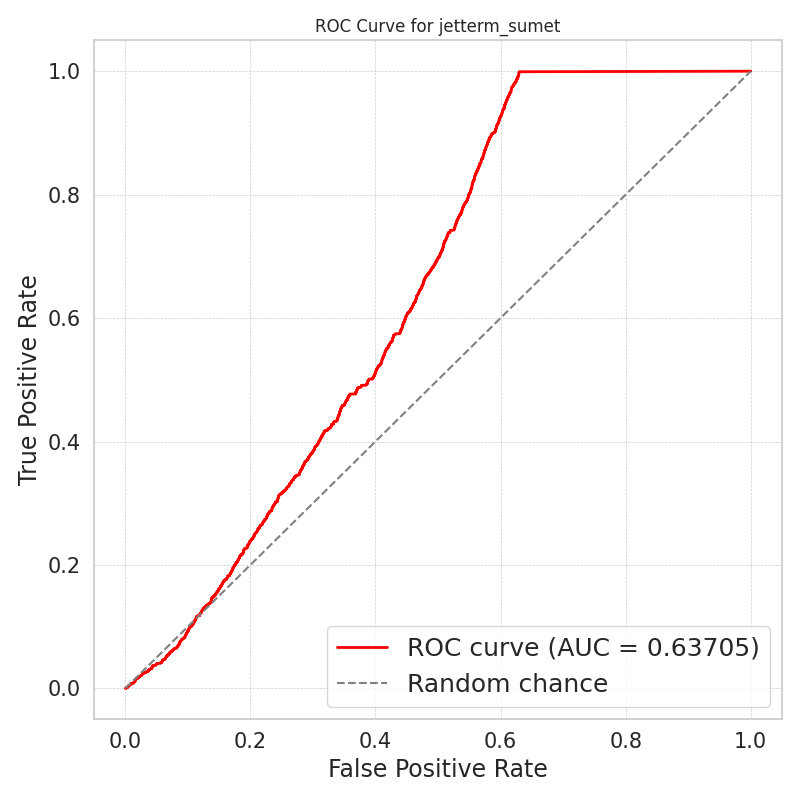 ROC Curve for jetterm_sumet
True Positive Rate
1.0
0.8
0.6
0.4
0.2
0.0
ROC curve (AUC = 0.63705)
Random chance
0.0 0.2 0.4 0.6 0.8 1.0
False Positive Rate